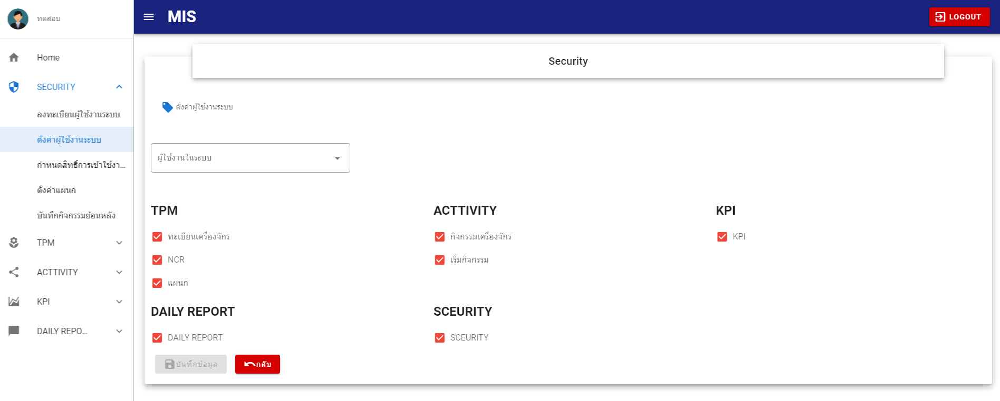 ทดสอบ
MIS
LOGOUT
Home
SECURITY
ลงทะเบียนผู้ใช้งานระบบ
ตั่งค่าผู้ใช้งานระบบ
กำหนดสิทธิ์การเข้าใช้งา...
ตั่งค่าแผนก
บันทึกกิจกรรมย้อนหลัง
TPM
ACTTIVITY
KPI
DAILY REPO...
Security
ตั่งค่าผู้ใช้งานระบบ
ผู้ใช้งานในระบบ
TPM
ทะเบียนเครื่องจักร
NCR
แผนก
ACTTIVITY
กิจกรรมเครื่องจักร
เริ่มกิจกรรม
KPI
KPI
DAILY REPORT
DAILY REPORT
SCEURITY
SCEURITY
บันทึกข้อมูล
กลับ